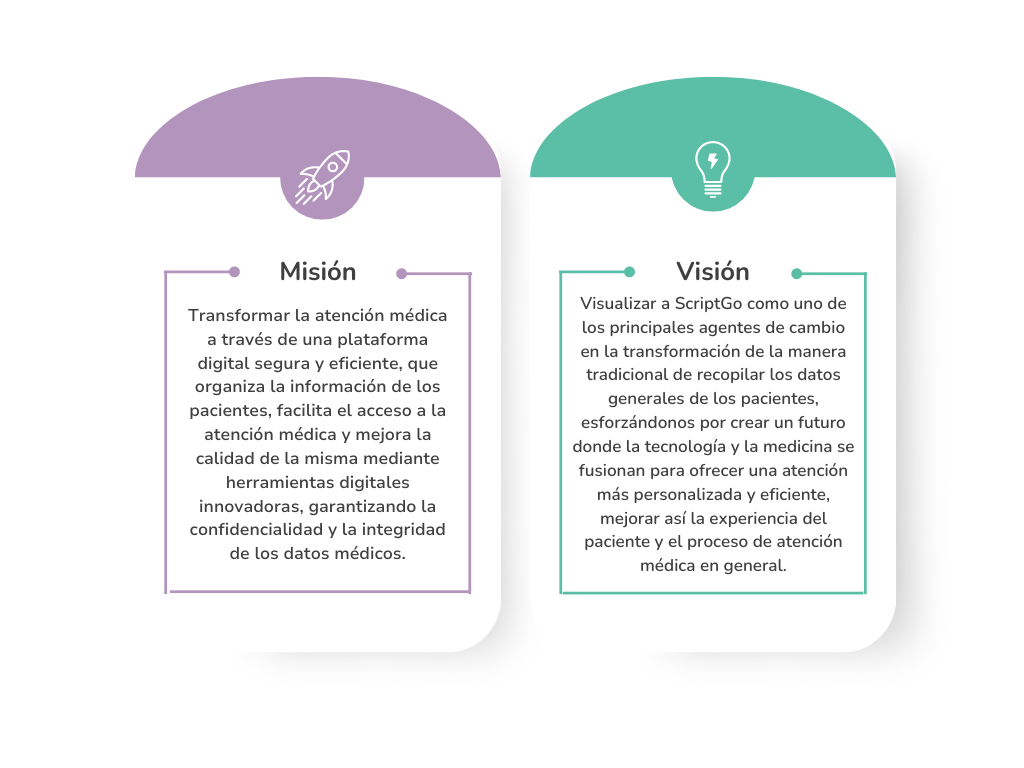 Misión
Transformar la atención médica
a través de una plataforma
digital segura y eficiente, que
organiza la información de los
pacientes, facilita el acceso a la
atención médica y mejora la
calidad de la misma mediante
herramientas digitales
innovadoras, garantizando la
confidencialidad y la integridad
de los datos médicos.
Visión
Visualizar a ScriptGo como uno de
los principales agentes de cambio
en la transformación de la manera
tradicional de recopilar los datos
generales de los pacientes,
esforzándonos por crear un futuro
donde la tecnología y la medicina se
fusionan para ofrecer una atención
más personalizada y eficiente,
mejorar así la experiencia del
paciente y el proceso de atención
médica en general.